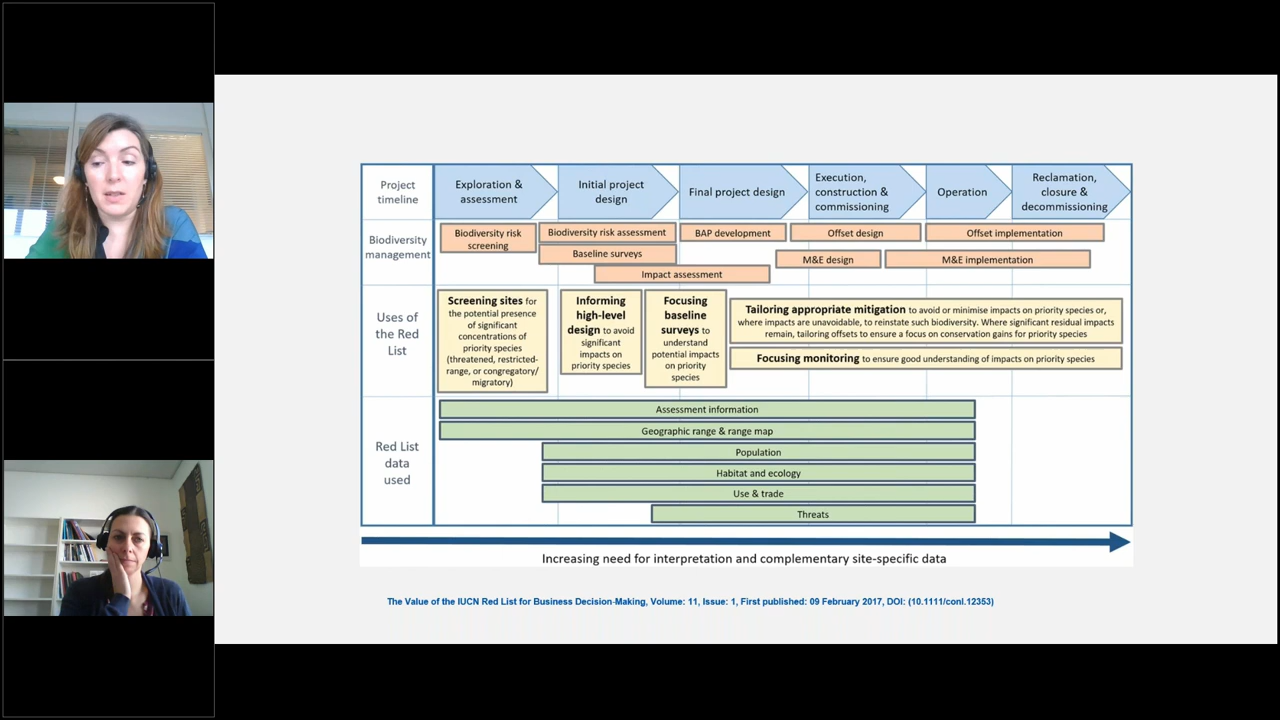 Project
timeline
Exploration &
assessment
Initial project
design
Final project design
Execution,
construction &
commissioning
Operation
Reclamation,
closure &
decommissioning
Biodiversity
management
Biodiversity risk
screening
Biodiversity risk assessment
Baseline surveys
Impact assessment
BAP development
Offset design
M&E design
Offset implementation
M&E implementation
Uses of
the Red
List
Screening sites for
the potential presence
of significant
concentrations of
priority species
(threatened, restricted-
range, or congregatory/
migratory)
Informing
high-level
design to avoid
significant
impacts on
priority species
Focusing
baseline
surveys to
understand
potential impacts
on priority
species
Tailoring appropriate mitigation to avoid or minimise impacts on priority species or,
where impacts are unavoidable, to reinstate such biodiversity. Where significant residual impacts
remain, tailoring offsets to ensure a focus on conservation gains for priority species
Focusing monitoring to ensure good understanding of impacts on priority species
Red List
data
used
Assessment information
Geographic range & range map
Population
Habitat and ecology
Use & trade
Threats
Increasing need for interpretation and complementary site-specific data
The Value of the IUCN Red List for Business Decision-Making, Volume: 11, Issue: 1, First published: 09 February 2017, DOI: (10.1111/conl.12353)